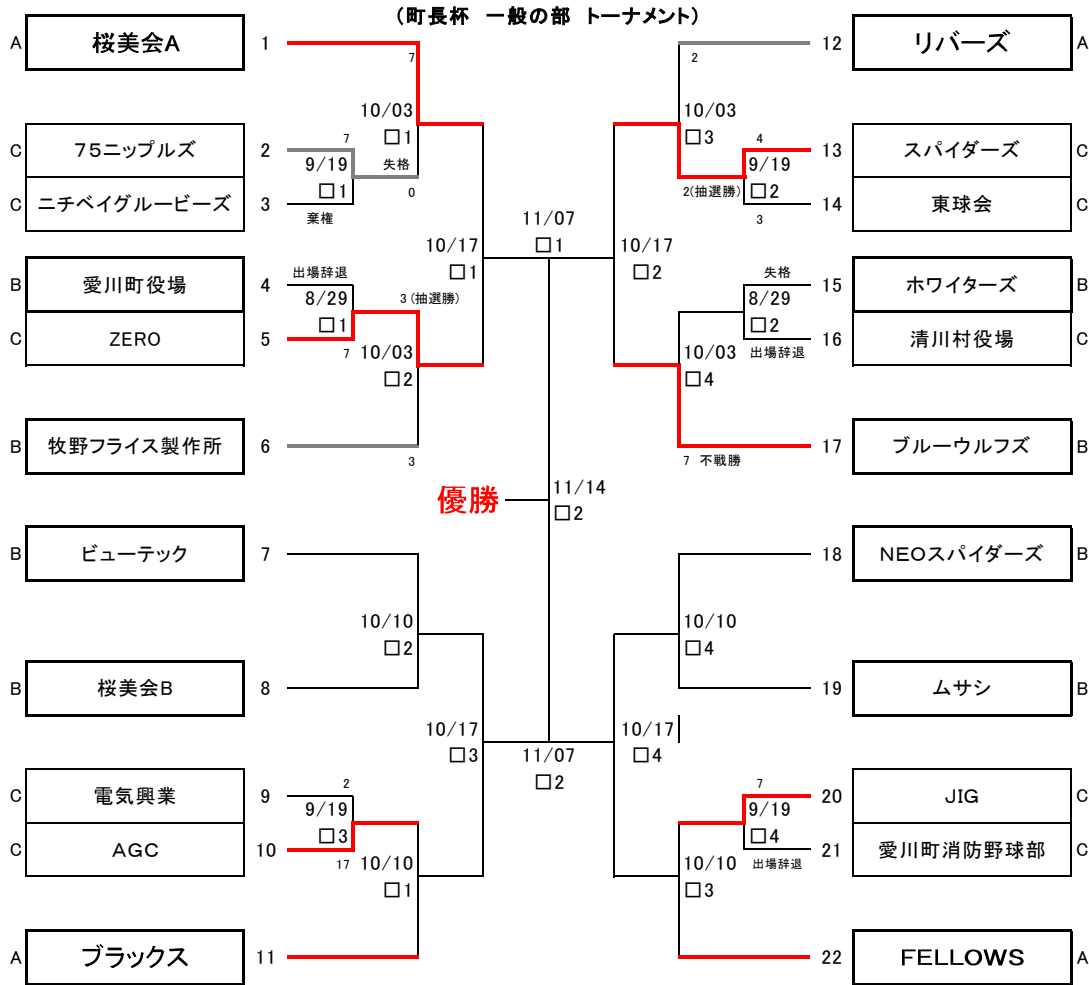 (町長杯 一般の部 トーナメント)
A 桜美会A 1
7
10/03
□1
C 75ニップルズ 2
7
9/19
□1
失格
0
C ニチベイグルービーズ 3
棄権
10/17
□1
B 愛川町役場 4
出場辞退
8/29
□1
3(抽選勝)
C ZERO 5
7
10/03
□2
B 牧野フライス製作所 6
3
11/07
□1
優勝
11/14
□2
B ビューテック 7
10/10
□2
B 桜美会B 8
10/17
□3
C 電気興業 9
2
9/19
□3
C AGC 10
17
10/10
□1
A ブラックス 11
11/07
□2
12 リバーズ A
2
10/03
□3
13 スパイダーズ C
4
9/19
□2
2(抽選勝)
14 東球会 C
3
10/17
□2
15 ホワイターズ B
失格
8/29
□2
16 清川村役場 C
出場辞退
10/03
□4
17 ブルーウルフズ B
7 不戦勝
18 NEOスパイダーズ B
10/10
□4
19 ムサシ B
10/17
□4
20 JIG C
7
9/19
□4
21 愛川町消防野球部 C
出場辞退
10/10
□3
22 FELLOWS A